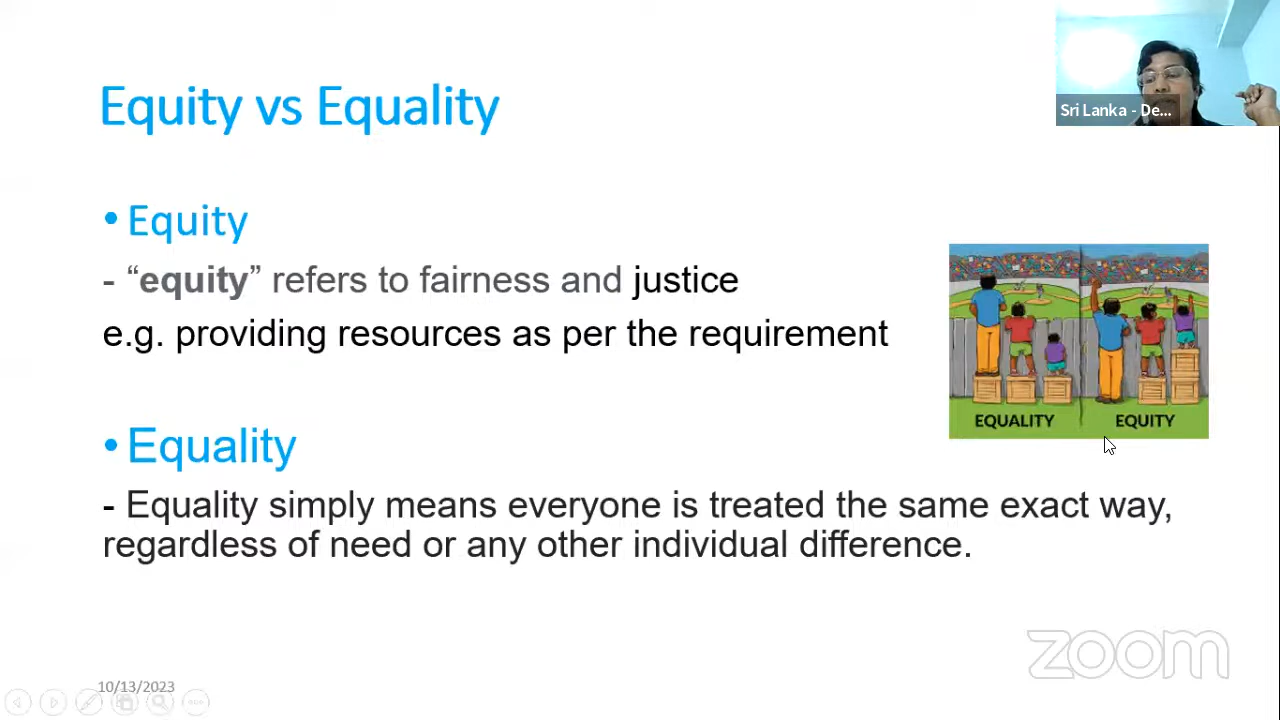 Equity vs Equality
Sri Lanka - De...
• Equity
- “equity” refers to fairness and justice
e.g. providing resources as per the requirement
EQUALITY
EQUITY
• Equality
- Equality simply means everyone is treated the same exact way,
regardless of need or any other individual difference.
zoom
10/13/2023